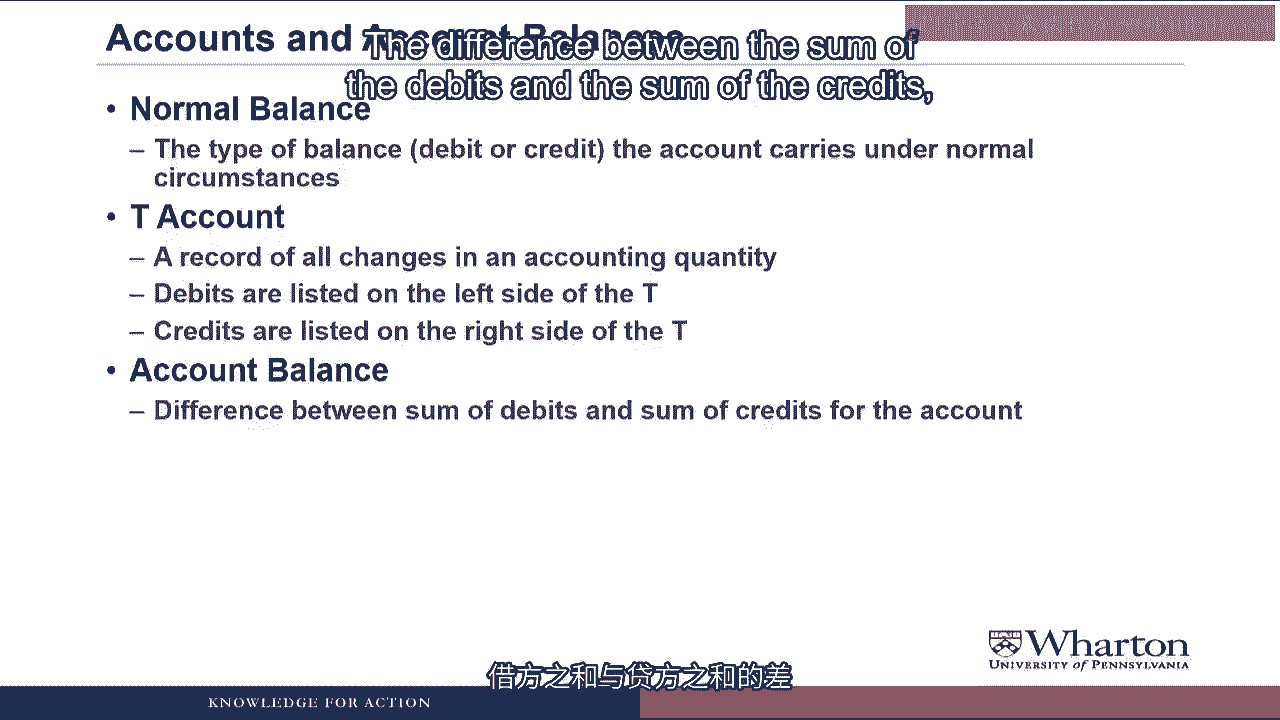 Accounts and Account Balance
The difference between the sum of
the debits and the sum of the credits,
• Normal Balance
– The type of balance (debit or credit) the account carries under normal
circumstances
• T Account
– A record of all changes in an accounting quantity
– Debits are listed on the left side of the T
– Credits are listed on the right side of the T
• Account Balance
– Difference between sum of debits and sum of credits for the account
Wharton
UNIVERSITY of PENNSYLVANIA
借方之和与贷方之和的差
KNOWLEDGE FOR ACTION